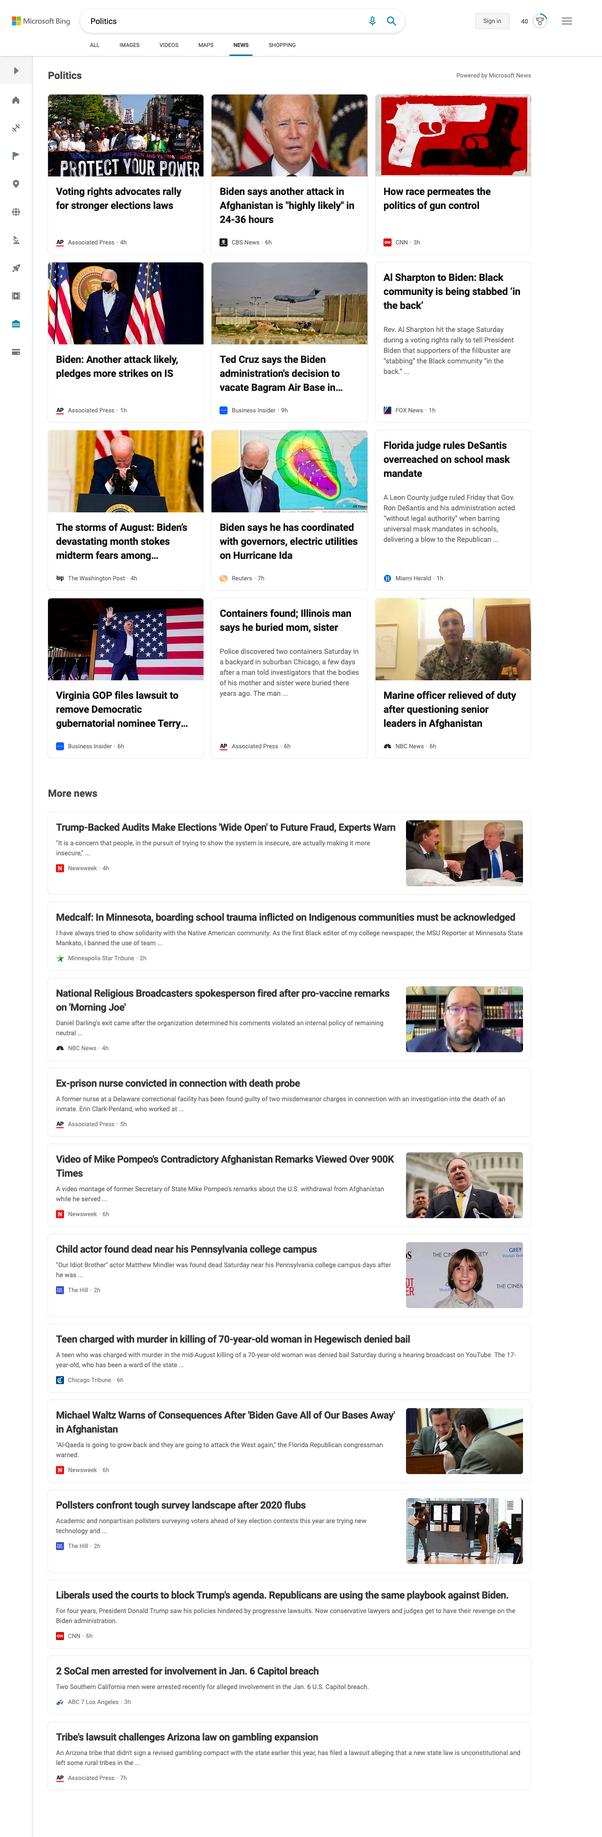 Microsoft Bing
Politics
Sign in
40
ALL
IMAGES
VIDEOS
MAPS
NEWS
SHOPPING
Politics
Powered by Microsoft News
PROTECT YOUR POWER
Voting rights advocates rally
for stronger elections laws
AP Associated Press · 4h
Biden says another attack in
Afghanistan is "highly likely" in
24-36 hours
CBS News · 6h
How race permeates the
politics of gun control
CNN CNN · 3h
Biden: Another attack likely,
pledges more strikes on IS
AP Associated Press · 1h
Ted Cruz says the Biden
administration's decision to
vacate Bagram Air Base in...
Business Insider · 9h
Al Sharpton to Biden: Black
community is being stabbed 'in
the back'
Rev. Al Sharpton hit the stage Saturday
during a voting rights rally to tell President
Biden that supporters of the filibuster are
"stabbing" the Black community "in the
back." ...
FOX News · 1h
The storms of August: Biden's
devastating month stokes
midterm fears among...
wp The Washington Post · 4h
Biden says he has coordinated
with governors, electric utilities
on Hurricane Ida
Reuters · 7h
Florida judge rules DeSantis
overreached on school mask
mandate
A Leon County judge ruled Friday that Gov.
Ron DeSantis and his administration acted
"without legal authority" when barring
universal mask mandates in schools,
delivering a blow to the Republican ...
Miami Herald · 1h
Virginia GOP files lawsuit to
remove Democratic
gubernatorial nominee Terry...
Business Insider · 6h
Containers found; Illinois man
says he buried mom, sister
Police discovered two containers Saturday in
a backyard in suburban Chicago, a few days
after a man told investigators that the bodies
of his mother and sister were buried there
years ago. The man ...
AP Associated Press · 6h
Marine officer relieved of duty
after questioning senior
leaders in Afghanistan
NBC News · 6h
More news
Trump-Backed Audits Make Elections 'Wide Open' to Future Fraud, Experts Warn
"It is a concern that people, in the pursuit of trying to show the system is insecure, are actually making it more
insecure," ...
N Newsweek · 4h
Medcalf: In Minnesota, boarding school trauma inflicted on Indigenous communities must be acknowledged
I have always tried to show solidarity with the Native American community. As the first Black editor of my college newspaper, the MSU Reporter at Minnesota State
Mankato, I banned the use of team ...
Minneapolis Star Tribune · 2h
National Religious Broadcasters spokesperson fired after pro-vaccine remarks
on 'Morning Joe'
Daniel Darling's exit came after the organization determined his comments violated an internal policy of remaining
neutral ...
NBC News · 4h
Ex-prison nurse convicted in connection with death probe
A former nurse at a Delaware correctional facility has been found guilty of two misdemeanor charges in connection with an investigation into the death of an
inmate. Erin Clark-Penland, who worked at ...
AP Associated Press · 5h
Video of Mike Pompeo's Contradictory Afghanistan Remarks Viewed Over 900K
Times
A video montage of former Secretary of State Mike Pompeo's remarks about the U.S. withdrawal from Afghanistan
while he served ...
N Newsweek · 6h
Child actor found dead near his Pennsylvania college campus
"Our Idiot Brother" actor Matthew Mindler was found dead Saturday near his Pennsylvania college campus days after
he was ...
The Hill · 2h
Teen charged with murder in killing of 70-year-old woman in Hegewisch denied bail
A teen who was charged with murder in the mid-August killing of a 70-year-old woman was denied bail Saturday during a hearing broadcast on YouTube. The 17-
year-old, who has been a ward of the state ...
Chicago Tribune · 6h
Michael Waltz Warns of Consequences After 'Biden Gave All of Our Bases Away'
in Afghanistan
"Al-Qaeda is going to grow back and they are going to attack the West again," the Florida Republican congressman
warned.
N Newsweek · 6h
Pollsters confront tough survey landscape after 2020 flubs
Academic and nonpartisan pollsters surveying voters ahead of key election contests this year are trying new
technology and ...
The Hill · 2h
Liberals used the courts to block Trump's agenda. Republicans are using the same playbook against Biden.
For four years, President Donald Trump saw his policies hindered by progressive lawsuits. Now conservative lawyers and judges get to have their revenge on the
Biden administration.
CNN CNN · 6h
2 SoCal men arrested for involvement in Jan. 6 Capitol breach
Two Southern California men were arrested recently for alleged involvement in the Jan. 6 U.S. Capitol breach.
ABC 7 Los Angeles · 3h
Tribe's lawsuit challenges Arizona law on gambling expansion
An Arizona tribe that didn't sign a revised gambling compact with the state earlier this year, has filed a lawsuit alleging that a new state law is unconstitutional and
left some rural tribes in the ...
AP Associated Press · 7h